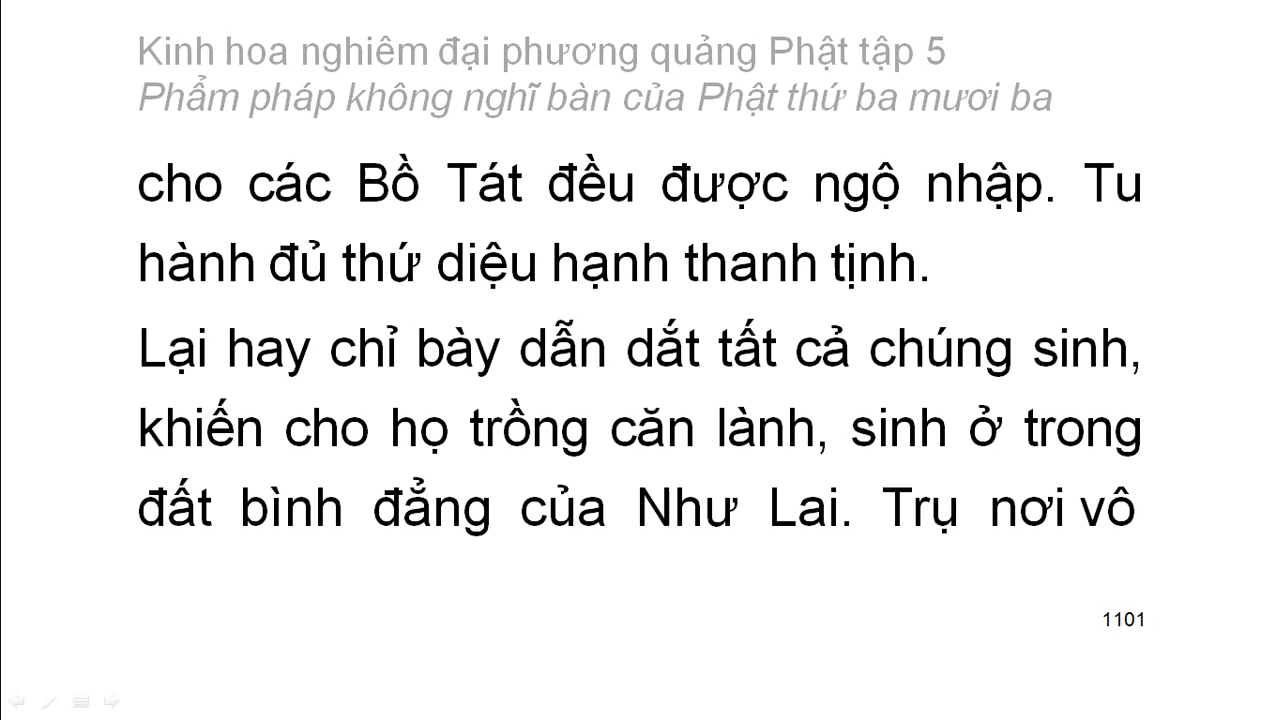 Kinh hoa nghiêm đại phương quảng Phật tập 5
Phẩm pháp không nghĩ bàn của Phật thứ ba mươi ba
cho các Bồ Tát đều được ngộ nhập. Tu
hành đủ thứ diệu hạnh thanh tịnh.
Lại hay chỉ bày dẫn dắt tất cả chúng sinh,
khiến cho họ trồng căn lành, sinh ở trong
đất bình đẳng của Như Lai. Trụ nơi vô
1101